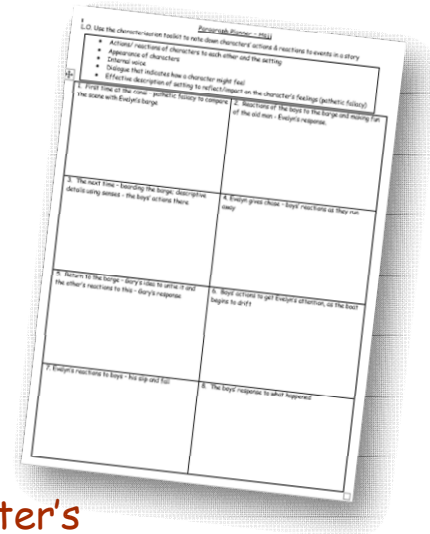 Paragraph Planner –
L.O. Use the characterisation toolkit to note down characters' actions & reactions to events in a story
• Actions/ reactions of characters to each other and the setting
• Appearance of characters
• Internal voice
• Dialogue that indicates how a character might feel
• Effective description of setting to reflect/impact on the character's feelings (pathetic fallacy)
1. First time at the canal – pathetic fallacy to compare
the scene with Evelyn's barge
2. Reactions of the boys to the barge and making fun
of the old man – Evelyn's response.
3. The next time – boarding the barge; descriptive
details using senses – the boys' actions there
4. Evelyn gives chase – boys' reactions as they run
away
5. Return to the barge – Gary's idea to untie it and
the other's reactions to this – Gary's response
6. Boys' actions to get Evelyn's attention, as the boat
begins to drift
7. Evelyn's reactions to boys – his slip and fall
8. The boys' response to what happened
ter's